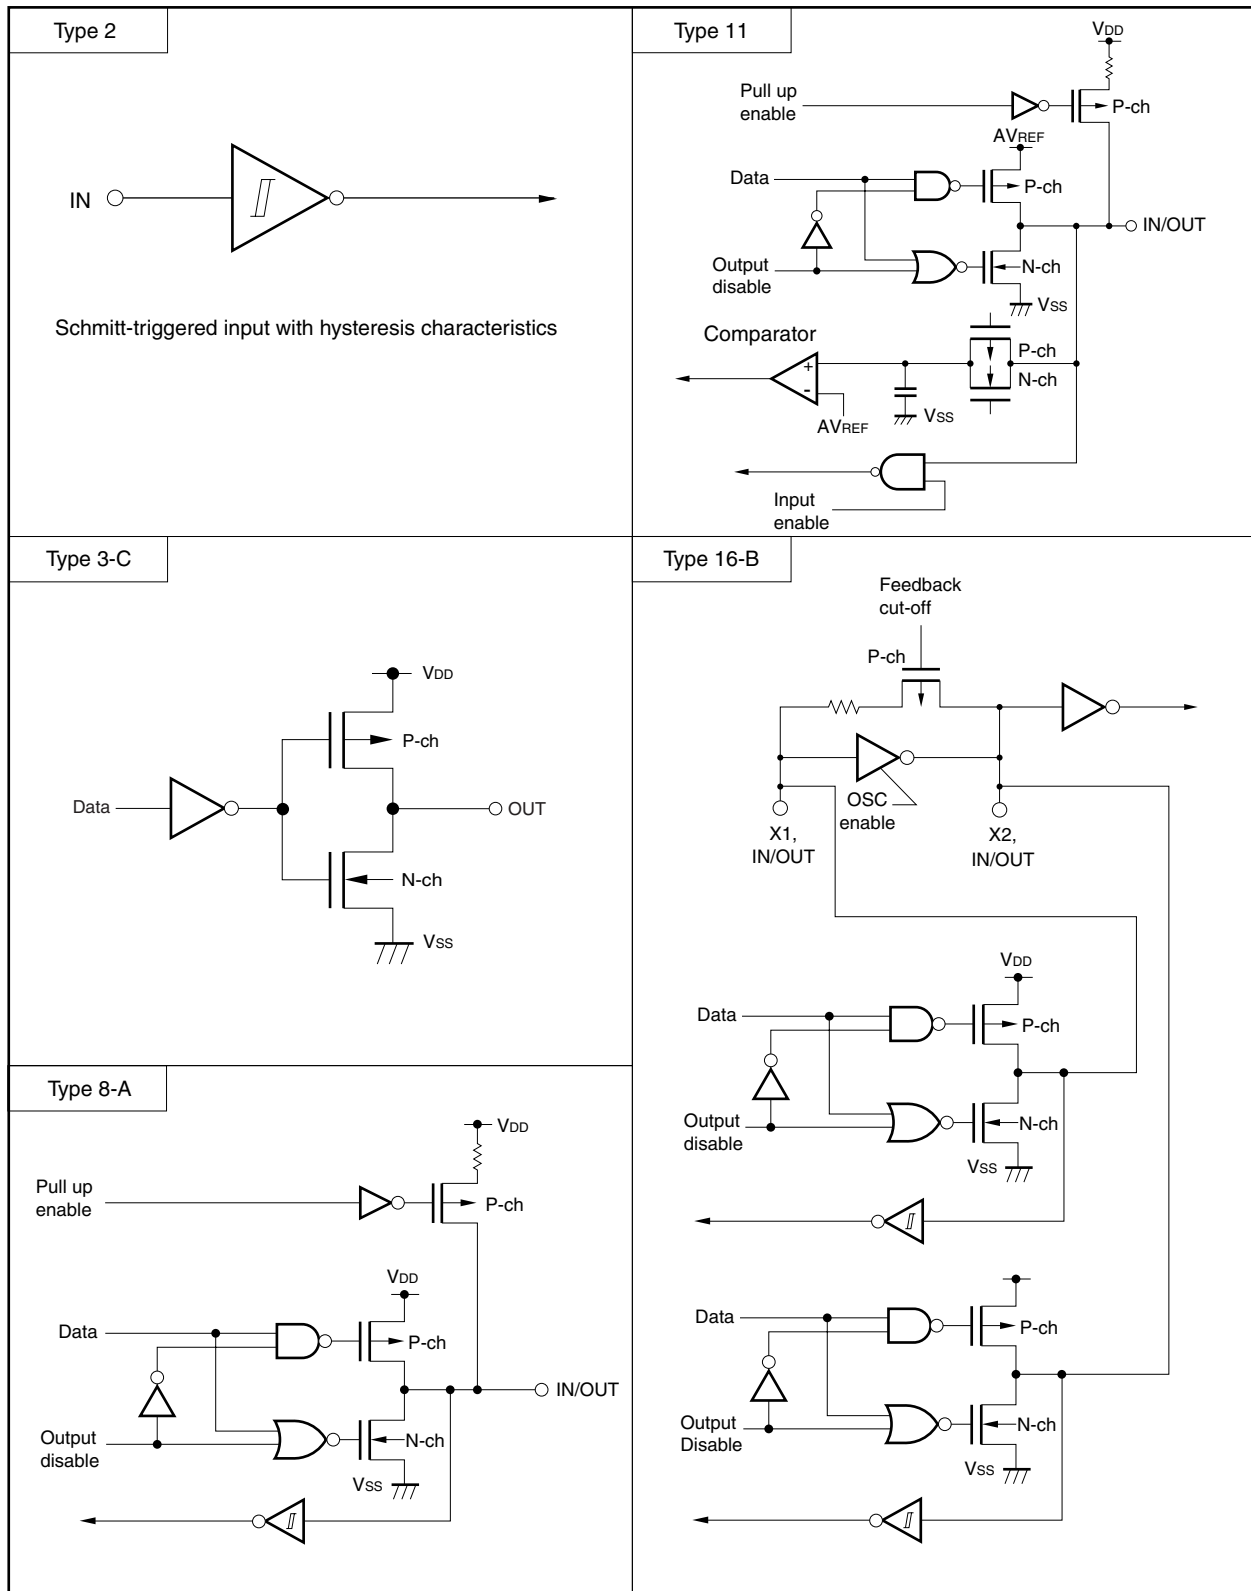 Type 2
IN
Schmitt-triggered input with hysteresis characteristics
Type 11
VDD
Pull up
enable
P-ch
AVREF
Data
P-ch
IN/OUT
Output
disable
N-ch
VSS
Comparator
P-ch
N-ch
+
-
VSS
AVREF
Input
enable
Type 3-C
VDD
P-ch
Data
OUT
N-ch
VSS
Type 8-A
VDD
Pull up
enable
P-ch
VDD
Data
P-ch
IN/OUT
Output
disable
N-ch
VSS
Type 16-B
Feedback
cut-off
P-ch
OSC
enable
X1,
IN/OUT
X2,
IN/OUT
VDD
Data
P-ch
Output
disable
N-ch
VSS
Data
P-ch
Output
Disable
N-ch
VSS